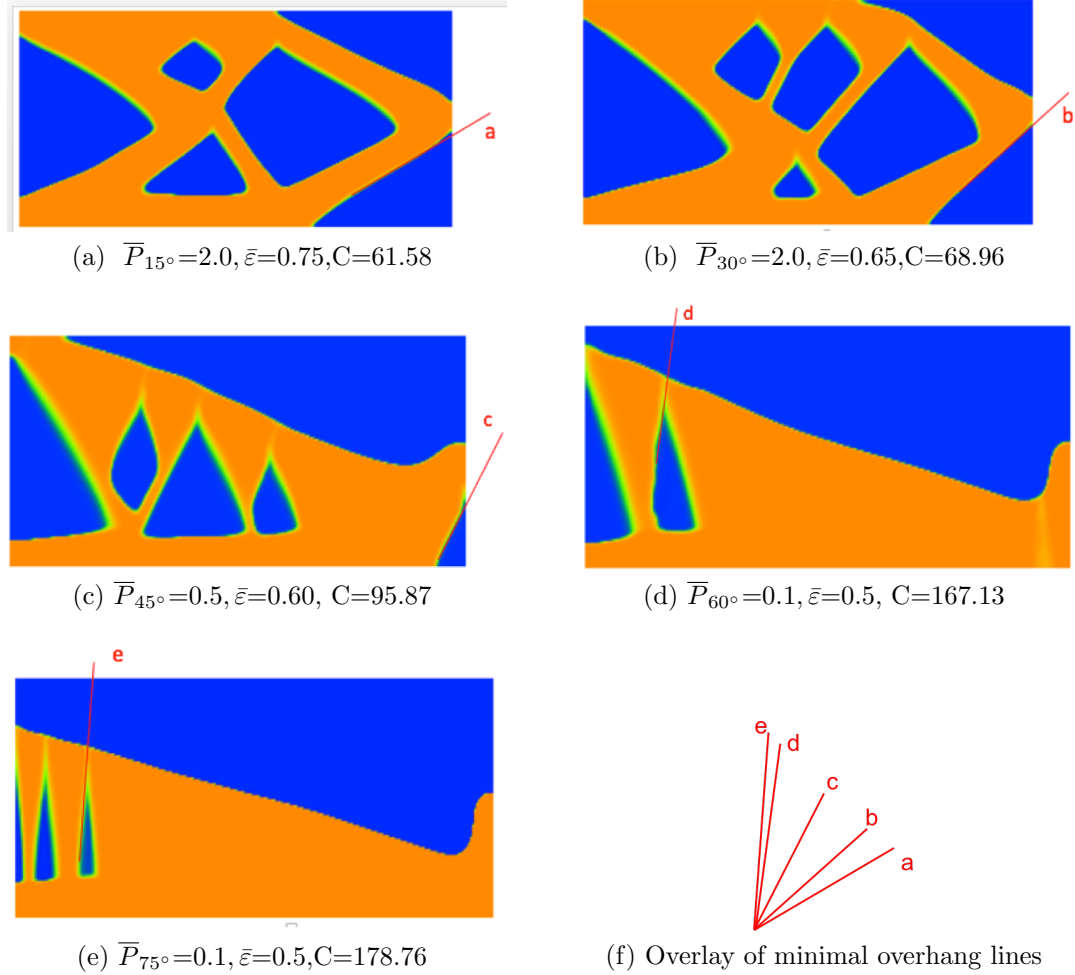 a
b
(a) P̅₁₅°=2.0, ε̄=0.75,C=61.58
(b) P̅₃₀°=2.0, ε̄=0.65,C=68.96
d
c
(c) P̅₄₅°=0.5, ε̄=0.60, C=95.87
(d) P̅₆₀°=0.1, ε̄=0.5, C=167.13
e
e
d
c
b
a
(e) P̅₇₅°=0.1, ε̄=0.5,C=178.76
(f) Overlay of minimal overhang lines